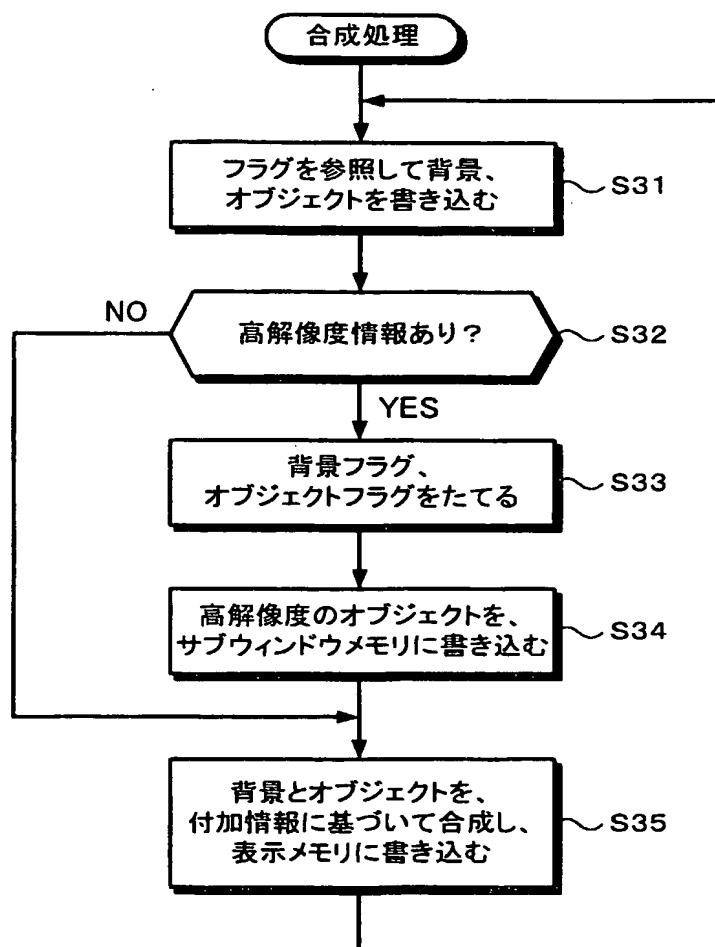 合成処理
フラグを参照して背景、
オブジェクトを書き込む
S31
NO
高解像度情報あり？
S32
YES
背景フラグ、
オブジェクトフラグをたてる
S33
高解像度のオブジェクトを、
サブウィンドウメモリに書き込む
S34
背景とオブジェクトを、
付加情報に基づいて合成し、
表示メモリに書き込む
S35